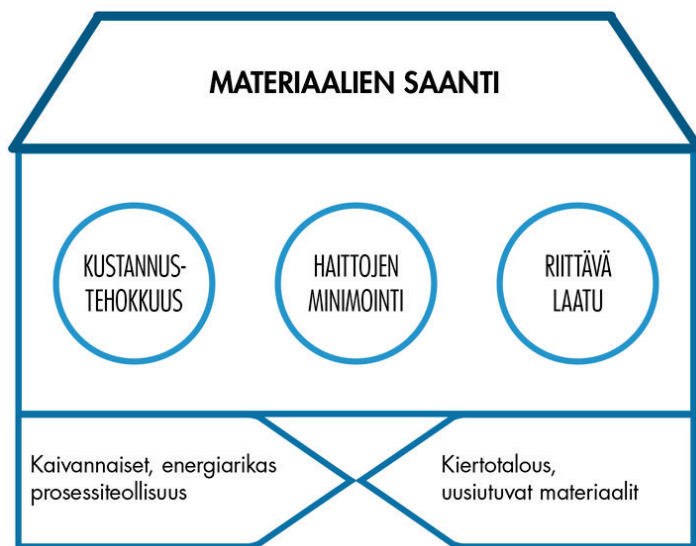 MATERIAALIEN SAANTI
KUSTANNUS-
TEHOKKUUS
HAITTOJEN
MINIMOINTI
RIITTÄVÄ
LAATU
Kaivannaiset, energiarikas
prosessiteollisuus
Kiertotalous,
uusiutuvat materiaalit